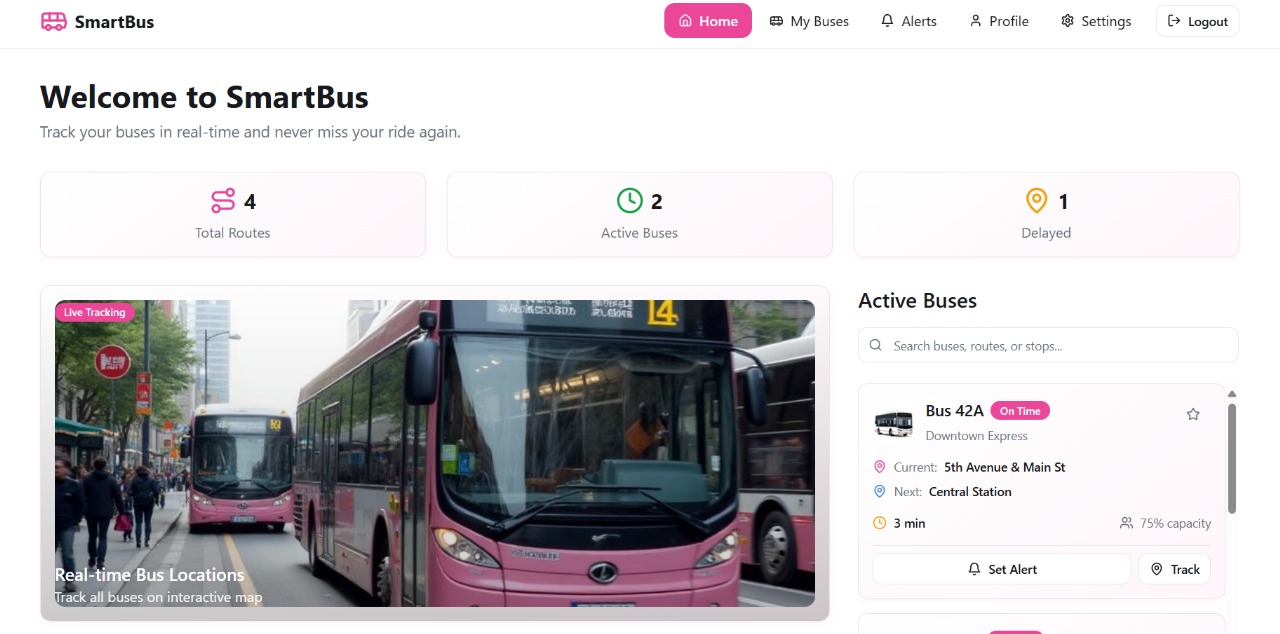 SmartBus
Home
My Buses
Alerts
Profile
Settings
Logout
Welcome to SmartBus
Track your buses in real-time and never miss your ride again.
4
Total Routes
2
Active Buses
1
Delayed
Live Tracking
14
Real-time Bus Locations
Track all buses on interactive map
Active Buses
Search buses, routes, or stops...
Bus 42A
On Time
Downtown Express
Current: 5th Avenue & Main St
Next: Central Station
3 min
75% capacity
Set Alert
Track